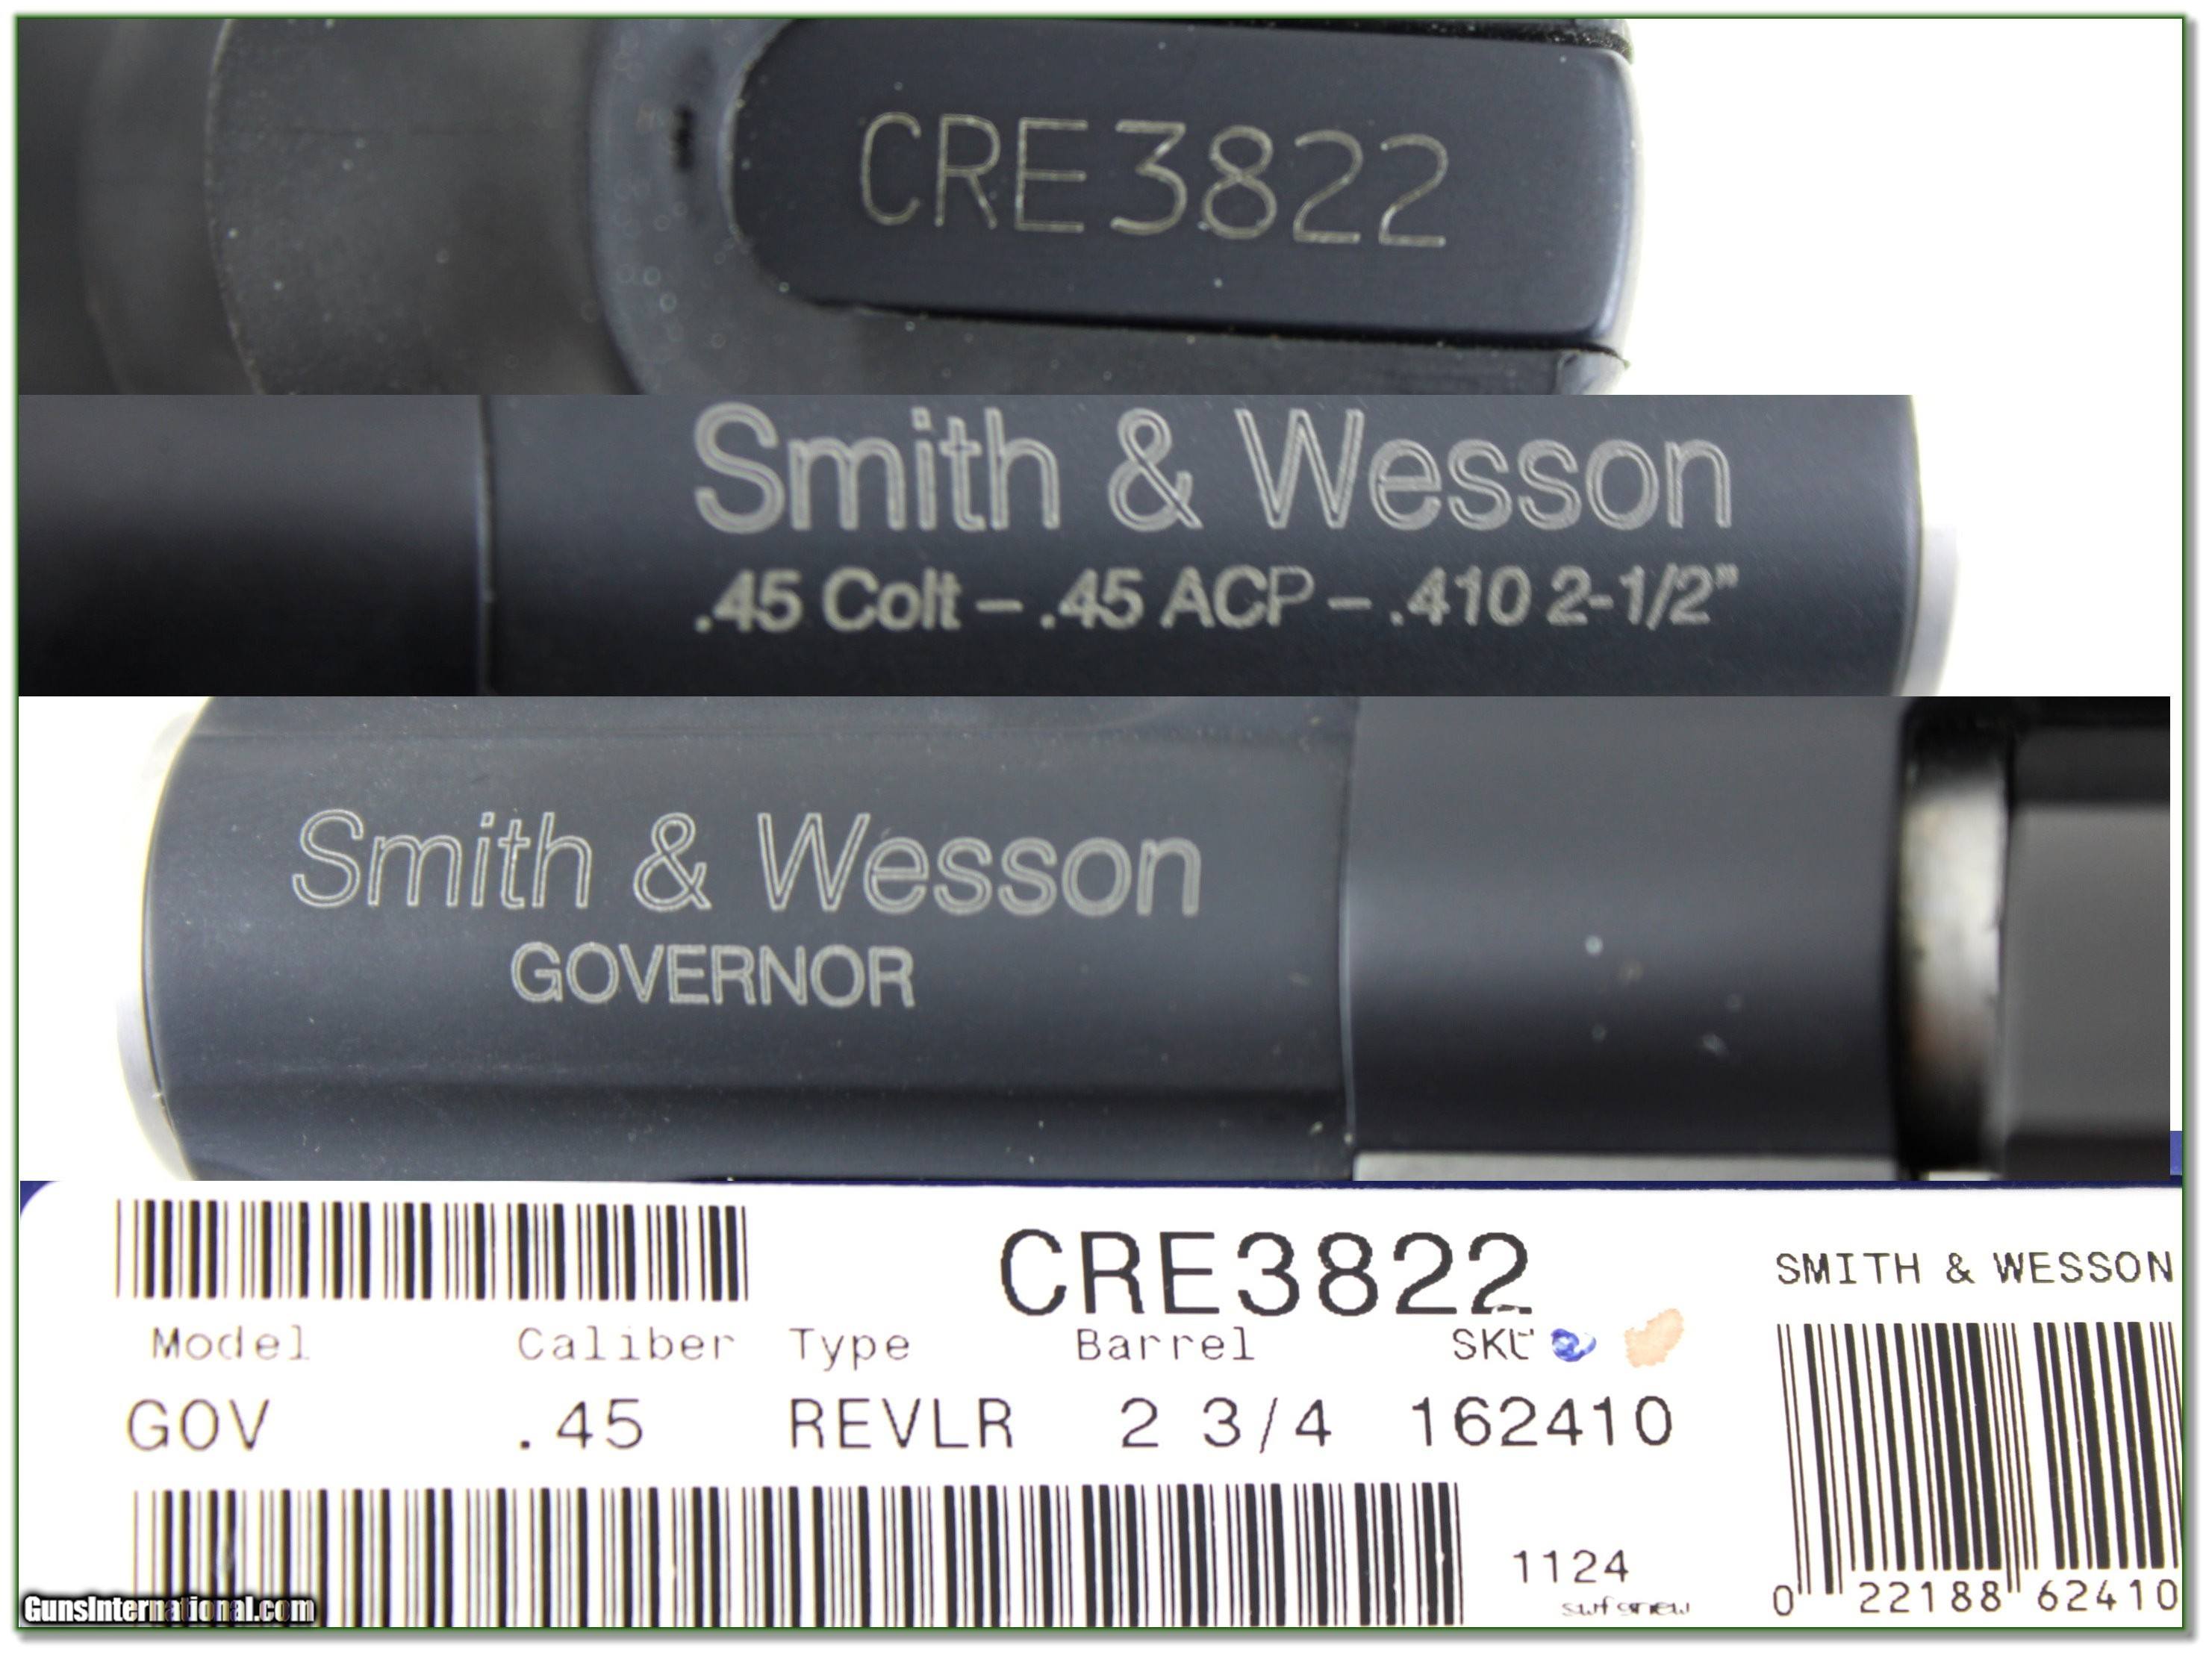 CRE3822
Smith & Wesson
.45 Colt – .45 ACP – .410 2-1/2"
Smith & Wesson
GOVERNOR
CRE3822
SMITH & WESSON
Model Caliber Type Barrel SKU
GOV .45 REVLR 2 3/4 162410
1124
0 22188 62410
GunsInternational.com